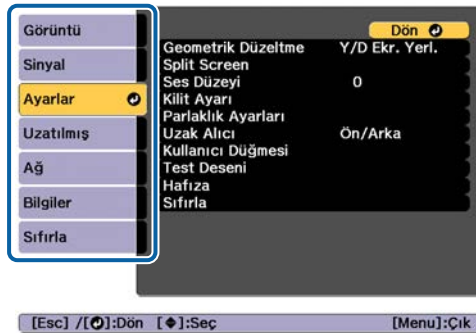 Görüntü
Sinyal
Ayarlar
Uzatılmış
Ağ
Bilgiler
Sıfırla
Dön
Geometrik Düzeltme Y/D Ekr. Yerl.
Split Screen
Ses Düzeyi 0
Kilit Ayarı
Parlaklık Ayarları
Uzak Alıcı Ön/Arka
Kullanıcı Düğmesi
Test Deseni
Hafıza
Sıfırla
[Esc] /[ ]:Dön [ ]:Seç [Menu]:Çık